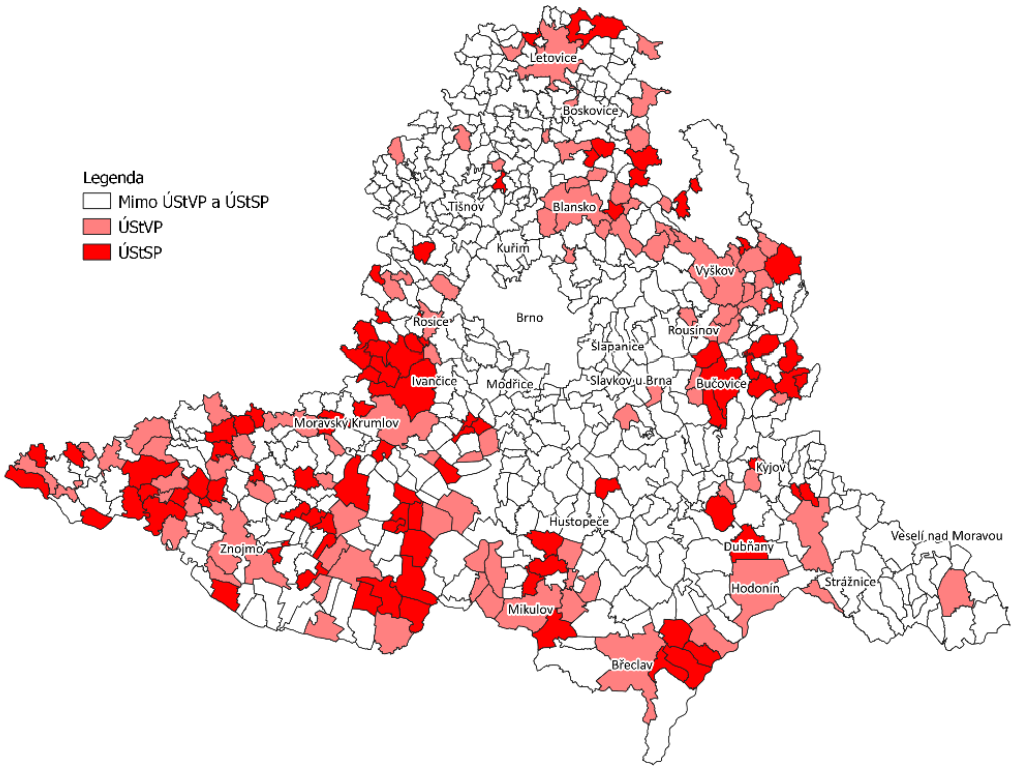 Letovice
Boskovice
Legenda
Mimo ÚStVP a ÚStSP
ÚStVP
ÚStSP
Tišnov
Blansko
Kuřim
Vyškov
Brno
Rosice
Rousínov
Šlapanice
Ivančice
Modřice
Slavkov u Brna
Bučovice
Moravský Krumlov
Kyjov
Hustopeče
Veselí nad Moravou
Znojmo
Dubňany
Strážnice
Hodonín
Mikulov
Břeclav